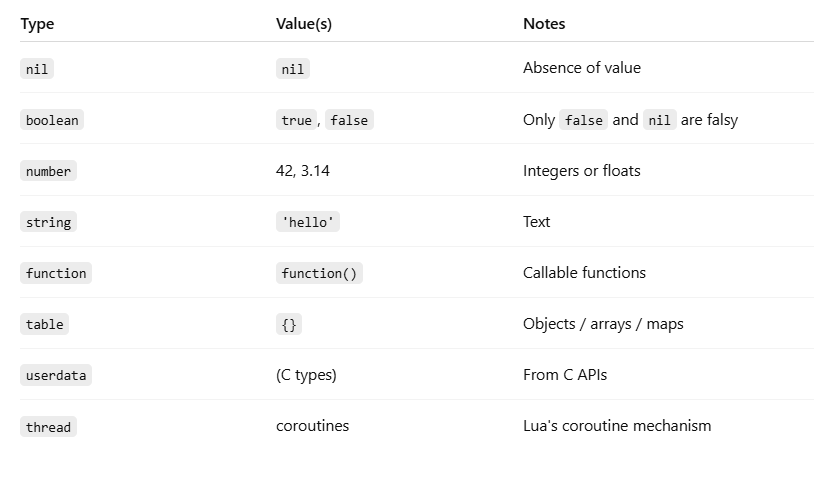 Type Value(s) Notes
nil nil Absence of value
boolean true, false Only false and nil are falsy
number 42, 3.14 Integers or floats
string 'hello' Text
function function() Callable functions
table {} Objects / arrays / maps
userdata (C types) From C APIs
thread coroutines Lua's coroutine mechanism